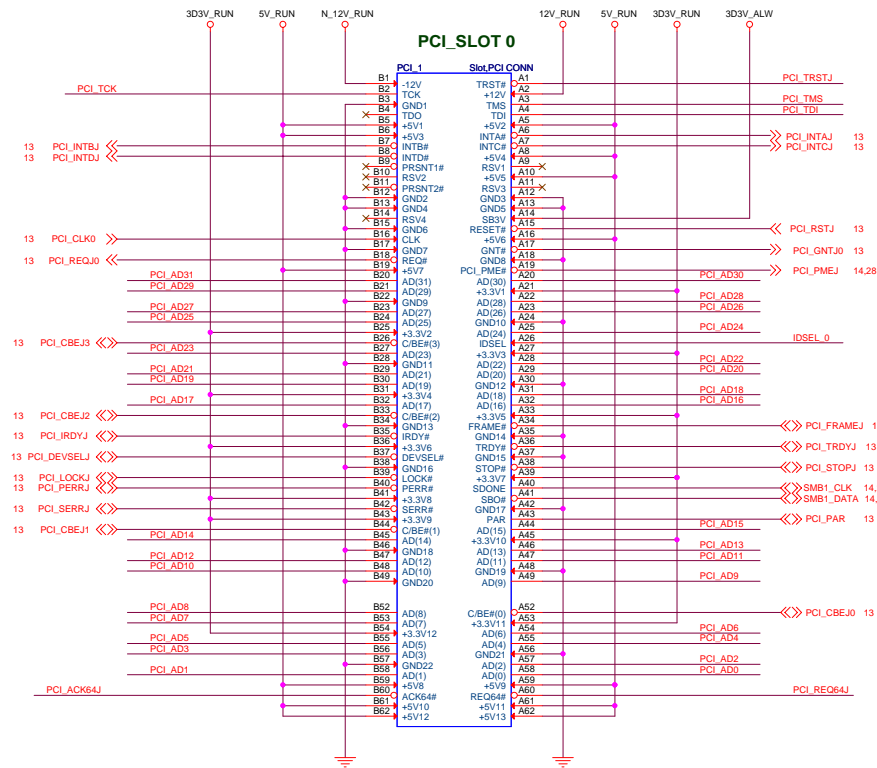 3D3V_RUN 5V_RUN N_12V_RUN 12V_RUN 5V_RUN 3D3V_RUN 3D3V_ALW
PCI_SLOT 0
PCI_1 Slot,PCI CONN
B1 -12V TRST# A1 PCI_TRSTJ
PCI_TCK B2 TCK +12V A2
B3 GND1 TMS A3 PCI_TMS
B4 TDO TDI A4 PCI_TDI
B5 +5V1 +5V2 A5
B6 +5V3 INTA# A6 PCI_INTAJ 13
13 PCI_INTBJ B7 INTB# INTC# A7 PCI_INTCJ 13
13 PCI_INTDJ B8 INTD# +5V4 A8
B9 PRSNT1# RSV1 A9
B10 RSV2 +5V5 A10
B11 PRSNT2# RSV3 A11
B12 GND2 GND3 A12
B13 GND4 GND5 A13
B14 RSV4 SB3V A14
B15 GND6 RESET# A15 PCI_RSTJ 13
13 PCI_CLK0 B16 CLK +5V6 A16
B17 GND7 GNT# A17 PCI_GNTJ0 13
13 PCI_REQJ0 B18 REQ# GND8 A18
B19 +5V7 PCI_PME# A19 PCI_PMEJ 14,28
PCI_AD31 B20 AD(31) AD(30) A20 PCI_AD30
PCI_AD29 B21 AD(29) +3.3V1 A21
B22 GND9 AD(28) A22 PCI_AD28
PCI_AD27 B23 AD(27) AD(26) A23 PCI_AD26
PCI_AD25 B24 AD(25) GND10 A24
B25 +3.3V2 AD(24) A25 PCI_AD24
13 PCI_CBEJ3 B26 C/BE#(3) IDSEL A26 IDSEL_0
PCI_AD23 B27 AD(23) +3.3V3 A27
B28 GND11 AD(22) A28 PCI_AD22
PCI_AD21 B29 AD(21) AD(20) A29 PCI_AD20
PCI_AD19 B30 AD(19) GND12 A30
B31 +3.3V4 AD(18) A31 PCI_AD18
PCI_AD17 B32 AD(17) AD(16) A32 PCI_AD16
13 PCI_CBEJ2 B33 C/BE#(2) +3.3V5 A33
B34 GND13 FRAME# A34 PCI_FRAMEJ 1
13 PCI_IRDYJ B35 IRDY# GND14 A35
B36 +3.3V6 TRDY# A36 PCI_TRDYJ 13
13 PCI_DEVSELJ B37 DEVSEL# GND15 A37
B38 GND16 STOP# A38 PCI_STOPJ 13
13 PCI_LOCKJ B39 LOCK# +3.3V7 A39
13 PCI_PERRJ B40 PERR# SDONE A40 SMB1_CLK 14,
B41 +3.3V8 SBO# A41 SMB1_DATA 14,
13 PCI_SERRJ B42 SERR# GND17 A42
B43 +3.3V9 PAR A43 PCI_PAR 13
13 PCI_CBEJ1 B44 C/BE#(1) AD(15) A44 PCI_AD15
PCI_AD14 B45 AD(14) +3.3V10 A45
B46 GND18 AD(13) A46 PCI_AD13
PCI_AD12 B47 AD(12) AD(11) A47 PCI_AD11
PCI_AD10 B48 AD(10) GND19 A48
B49 GND20 AD(9) A49 PCI_AD9
PCI_AD8 B52 AD(8) C/BE#(0) A52 PCI_CBEJ0 13
PCI_AD7 B53 AD(7) +3.3V11 A53
B54 +3.3V12 AD(6) A54 PCI_AD6
PCI_AD5 B55 AD(5) AD(4) A55 PCI_AD4
PCI_AD3 B56 AD(3) GND21 A56
B57 GND22 AD(2) A57 PCI_AD2
PCI_AD1 B58 AD(1) AD(0) A58 PCI_AD0
B59 +5V8 +5V9 A59
PCI_ACK64J B60 ACK64# REQ64# A60 PCI_REQ64J
B61 +5V10 +5V11 A61
B62 +5V12 +5V13 A62